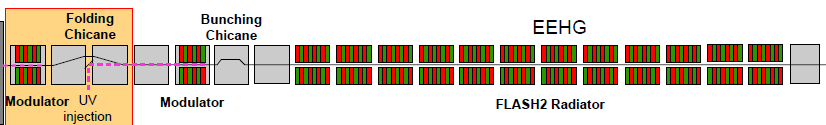 Folding
Chicane
Bunching
Chicane
EEHG
Modulator
UV
injection
Modulator
FLASH2 Radiator